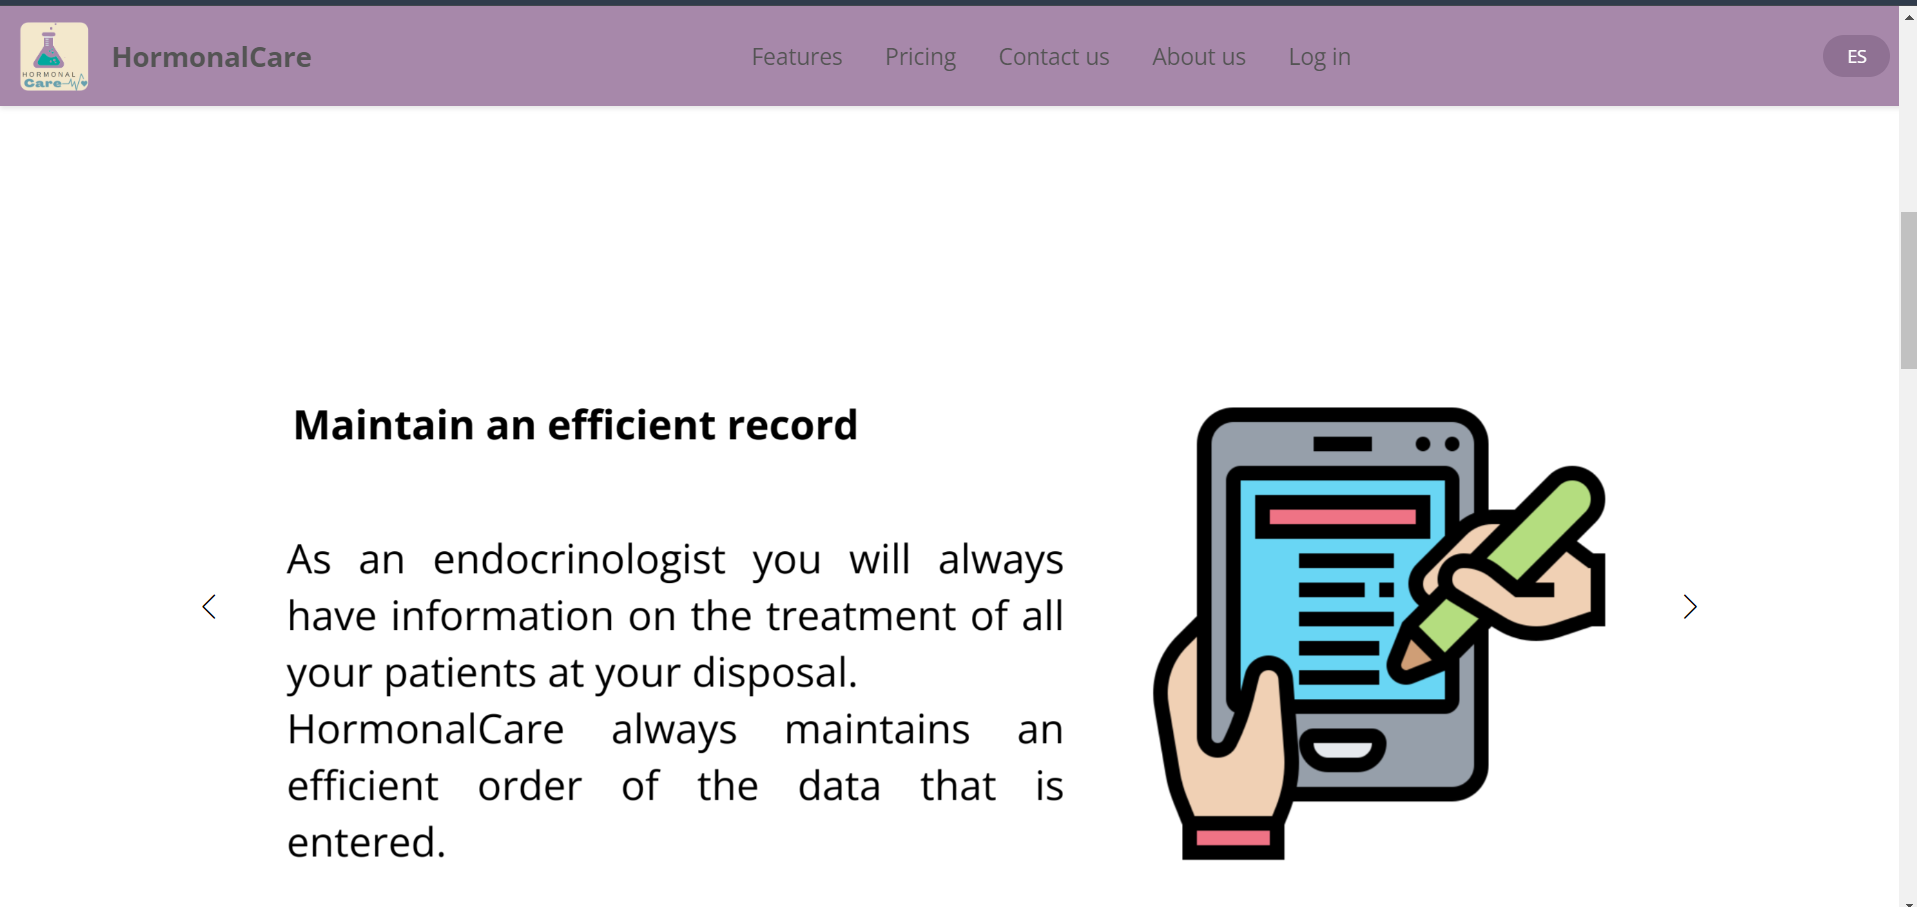 HORMONAL
Care
HormonalCare
Features
Pricing
Contact us
About us
Log in
ES
Maintain an efficient record
As an endocrinologist you will always
have information on the treatment of all
your patients at your disposal.
HormonalCare always maintains an
efficient order of the data that is
entered.